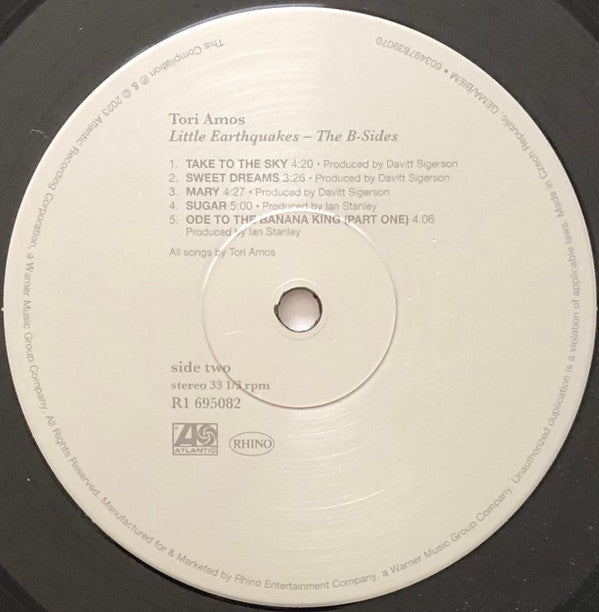 Tori Amos
Little Earthquakes – The B-Sides
1. TAKE TO THE SKY 4:20 • Produced by Davitt Sigerson
2. SWEET DREAMS 3:26 • Produced by Davitt Sigerson
3. MARY 4:27 • Produced by Davitt Sigerson
4. SUGAR 5:00 • Produced by Ian Stanley
5. ODE TO THE BANANA KING (PART ONE) 4:06
Produced by Ian Stanley
All songs by Tori Amos
side two
stereo 33 1/3 rpm
R1 695082
ATLANTIC
RHINO
This Compilation ℗ & © 2023 Atlantic Recording Corporation, a Warner Music Group Company. All Rights Reserved. Manufactured for & Marketed by Rhino Entertainment Company, a Warner Music Group Company. Unauthorized duplication is a violation of applicable laws. Made in Czech Republic. GEMA/BIEM • 603497839070